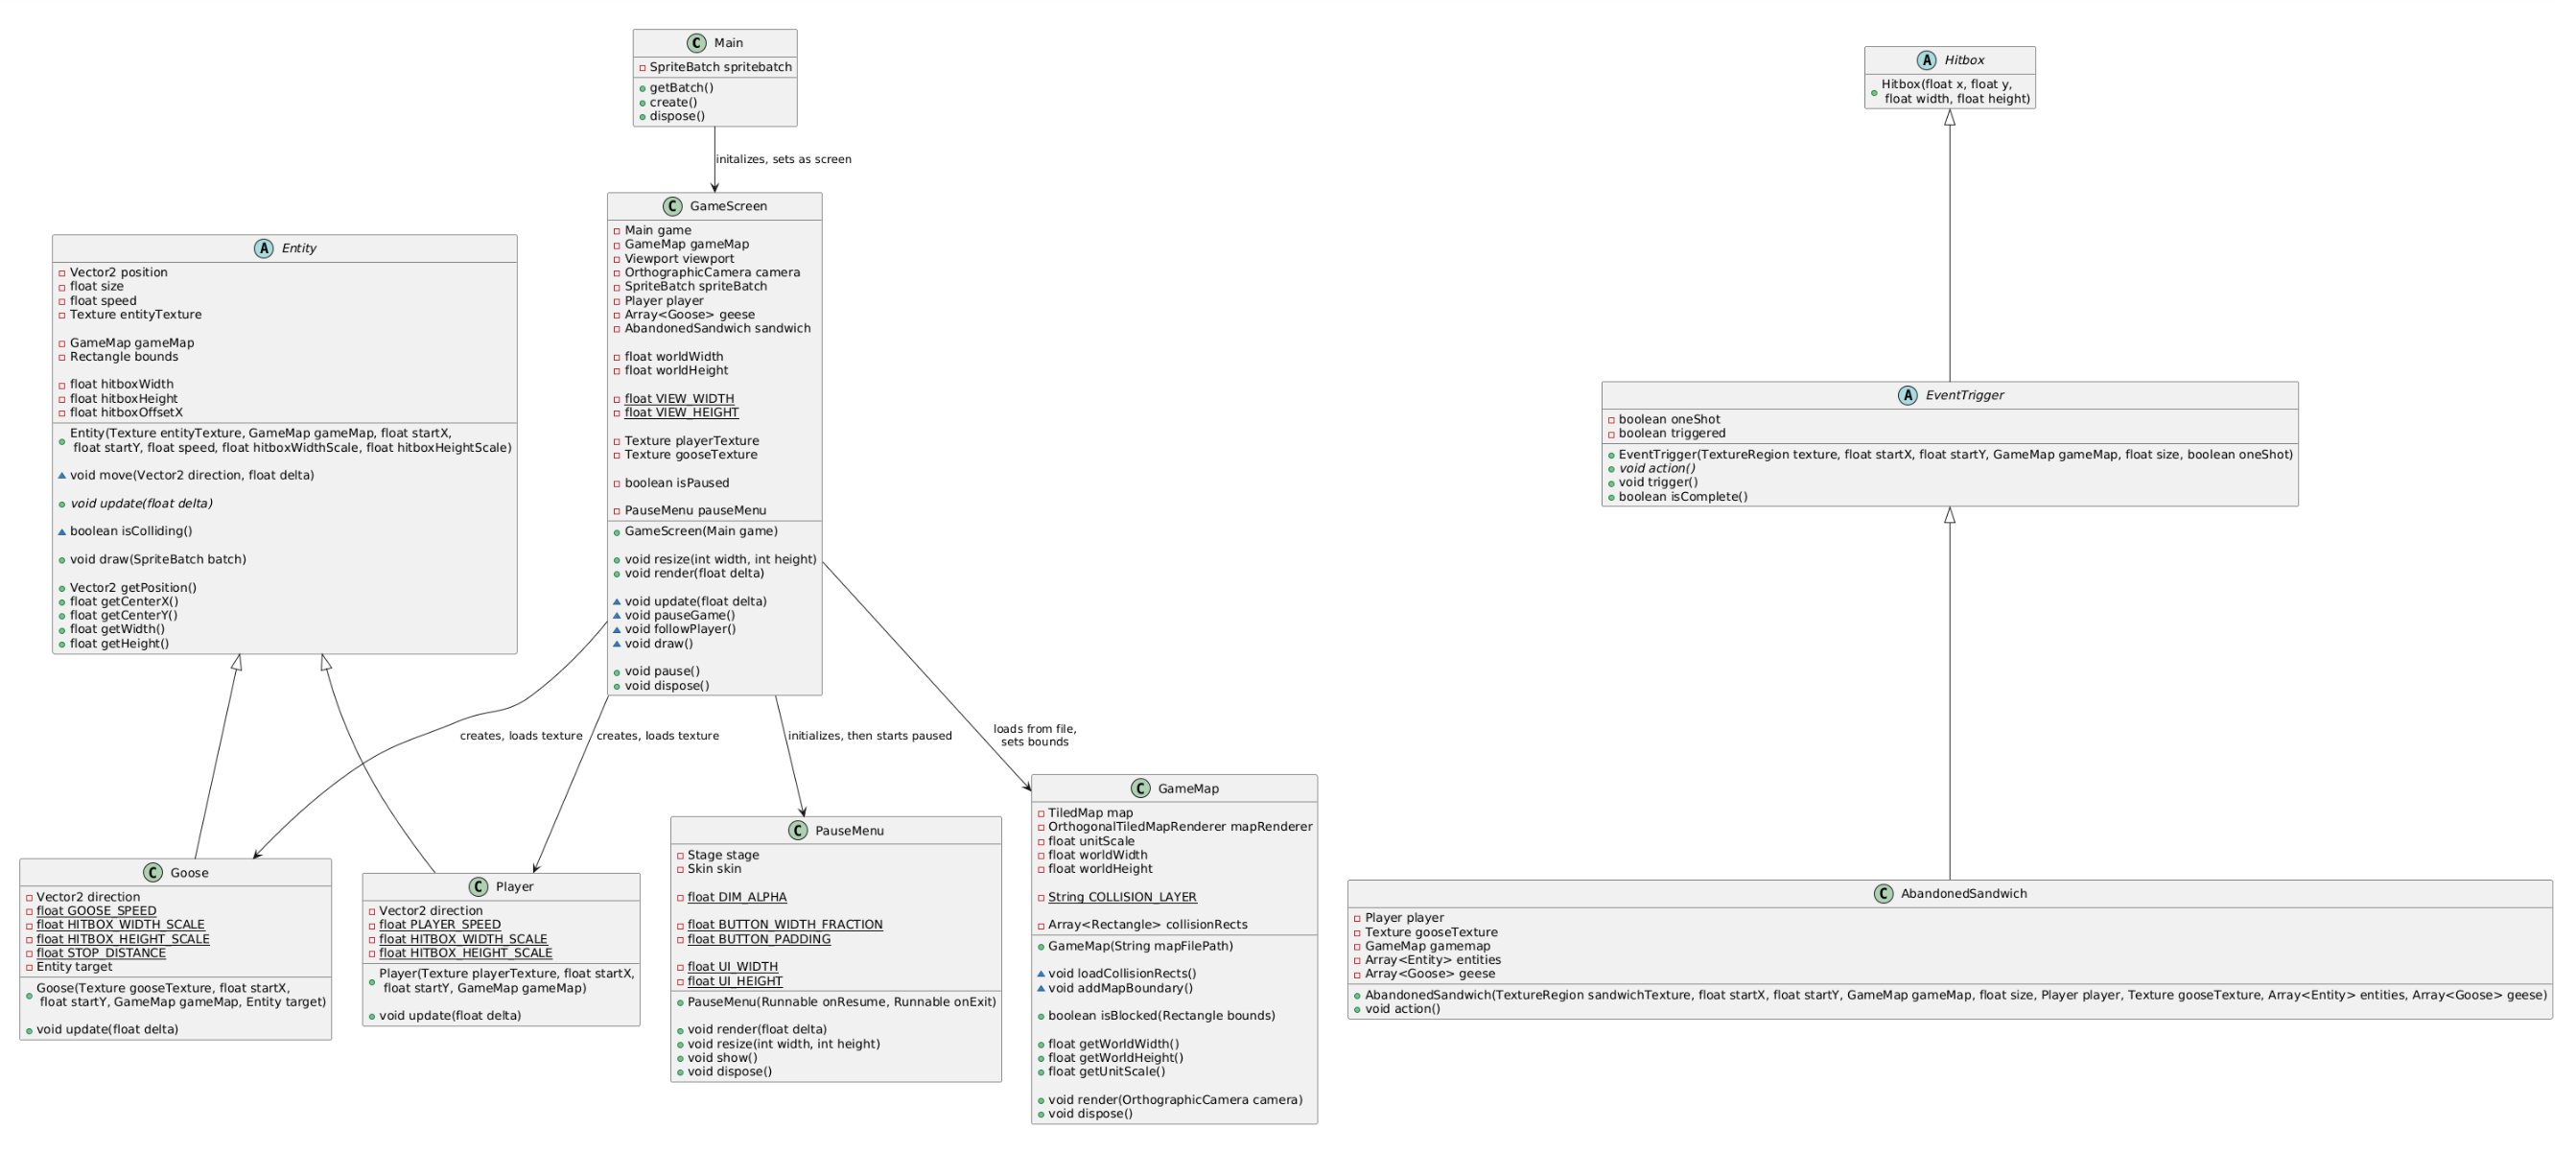 C Main
SpriteBatch spritebatch
getBatch()
create()
dispose()
initalizes, sets as screen
C GameScreen
Main game
GameMap gameMap
Viewport viewport
OrthographicCamera camera
SpriteBatch spriteBatch
Player player
Array<Goose> geese
AbandonedSandwich sandwich
float worldWidth
float worldHeight
float VIEW_WIDTH
float VIEW_HEIGHT
Texture playerTexture
Texture gooseTexture
boolean isPaused
PauseMenu pauseMenu
GameScreen(Main game)
void resize(int width, int height)
void render(float delta)
void update(float delta)
void pauseGame()
void followPlayer()
void draw()
void pause()
void dispose()
A Entity
Vector2 position
float size
float speed
Texture entityTexture
GameMap gameMap
Rectangle bounds
float hitboxWidth
float hitboxHeight
float hitboxOffsetX
Entity(Texture entityTexture, GameMap gameMap, float startX,
float startY, float speed, float hitboxWidthScale, float hitboxHeightScale)
void move(Vector2 direction, float delta)
void update(float delta)
boolean isColliding()
void draw(SpriteBatch batch)
Vector2 getPosition()
float getCenterX()
float getCenterY()
float getWidth()
float getHeight()
creates, loads texture
creates, loads texture
initializes, then starts paused
loads from file,
sets bounds
C Goose
Vector2 direction
float GOOSE_SPEED
float HITBOX_WIDTH_SCALE
float HITBOX_HEIGHT_SCALE
float STOP_DISTANCE
Entity target
Goose(Texture gooseTexture, float startX,
float startY, GameMap gameMap, Entity target)
void update(float delta)
C Player
Vector2 direction
float PLAYER_SPEED
float HITBOX_WIDTH_SCALE
float HITBOX_HEIGHT_SCALE
Player(Texture playerTexture, float startX,
float startY, GameMap gameMap)
void update(float delta)
C PauseMenu
Stage stage
Skin skin
float DIM_ALPHA
float BUTTON_WIDTH_FRACTION
float BUTTON_PADDING
float UI_WIDTH
float UI_HEIGHT
PauseMenu(Runnable onResume, Runnable onExit)
void render(float delta)
void resize(int width, int height)
void show()
void dispose()
C GameMap
TiledMap map
OrthogonalTiledMapRenderer mapRenderer
float unitScale
float worldWidth
float worldHeight
String COLLISION_LAYER
Array<Rectangle> collisionRects
GameMap(String mapFilePath)
void loadCollisionRects()
void addMapBoundary()
boolean isBlocked(Rectangle bounds)
float getWorldWidth()
float getWorldHeight()
float getUnitScale()
void render(OrthographicCamera camera)
void dispose()
A Hitbox
Hitbox(float x, float y,
float width, float height)
A EventTrigger
boolean oneShot
boolean triggered
EventTrigger(TextureRegion texture, float startX, float startY, GameMap gameMap, float size, boolean oneShot)
void action()
void trigger()
boolean isComplete()
C AbandonedSandwich
Player player
Texture gooseTexture
GameMap gamemap
Array<Entity> entities
Array<Goose> geese
AbandonedSandwich(TextureRegion sandwichTexture, float startX, float startY, GameMap gameMap, float size, Player player, Texture gooseTexture, Array<Entity> entities, Array<Goose> geese)
void action()